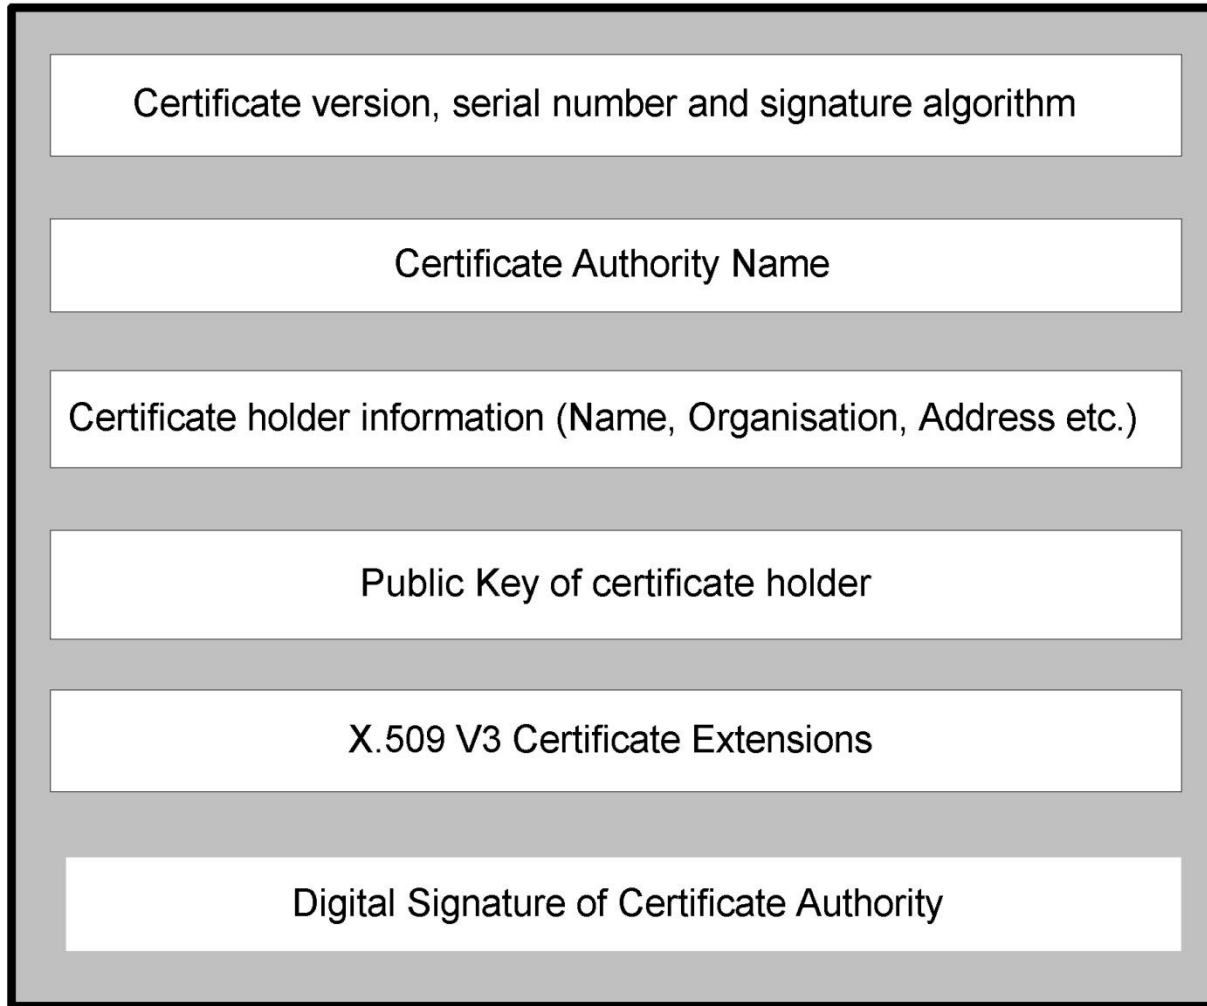 Certificate version, serial number and signature algorithm
Certificate Authority Name
Certificate holder information (Name, Organisation, Address etc.)
Public Key of certificate holder
X.509 V3 Certificate Extensions
Digital Signature of Certificate Authority